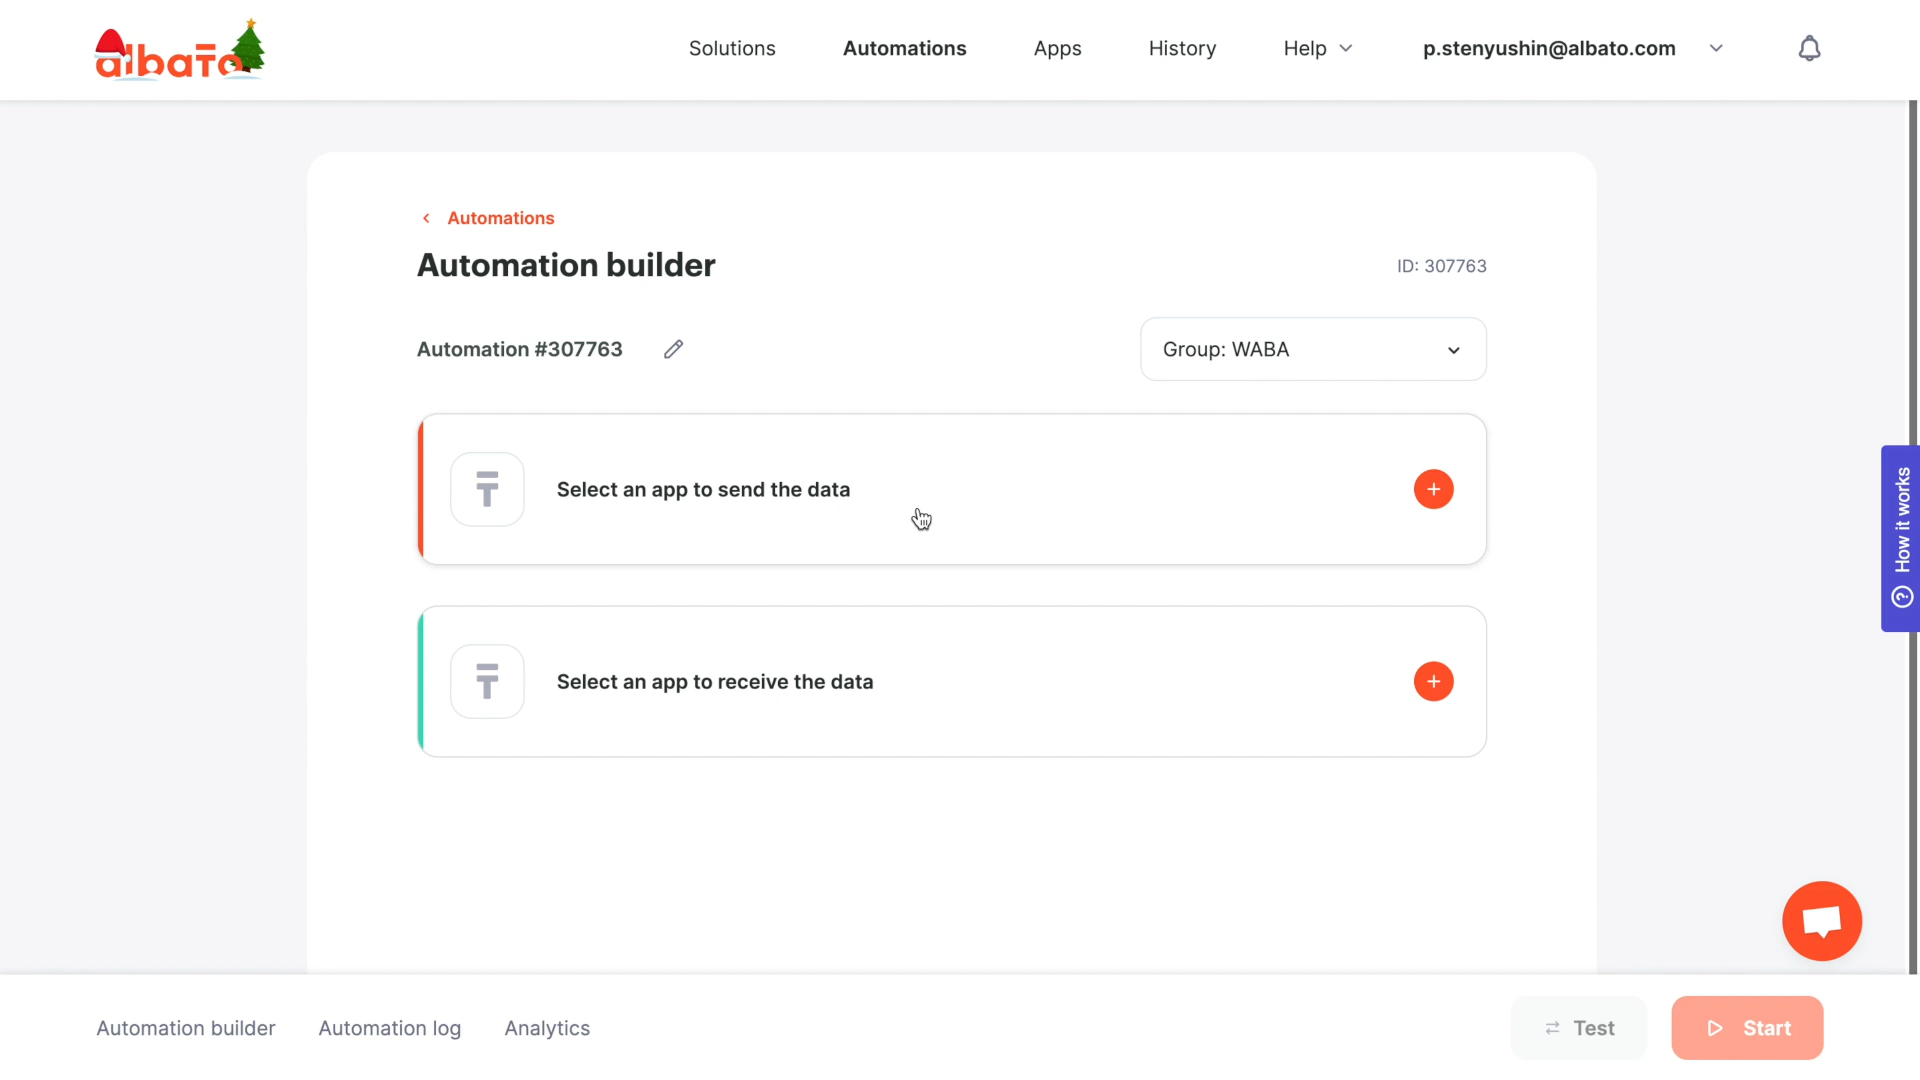 albato
Solutions
Automations
Apps
History
Help
p.stenyushin@albato.com
Automations
Automation builder
ID: 307763
Automation #307763
Group: WABA
Select an app to send the data
Select an app to receive the data
How it works
Automation builder
Automation log
Analytics
Test
Start